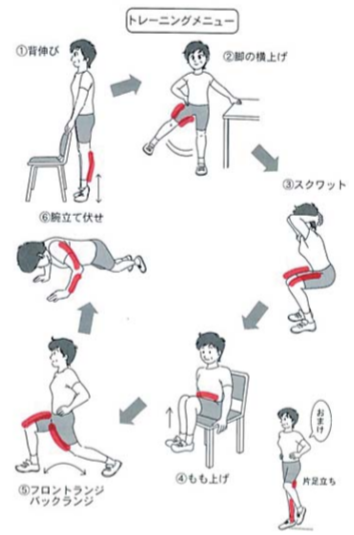 トレーニングメニュー
①背伸び
②脚の横上げ
③スクワット
⑥腕立て伏せ
④もも上げ
おまけ
片足立ち
⑤フロントランジ
バックランジ